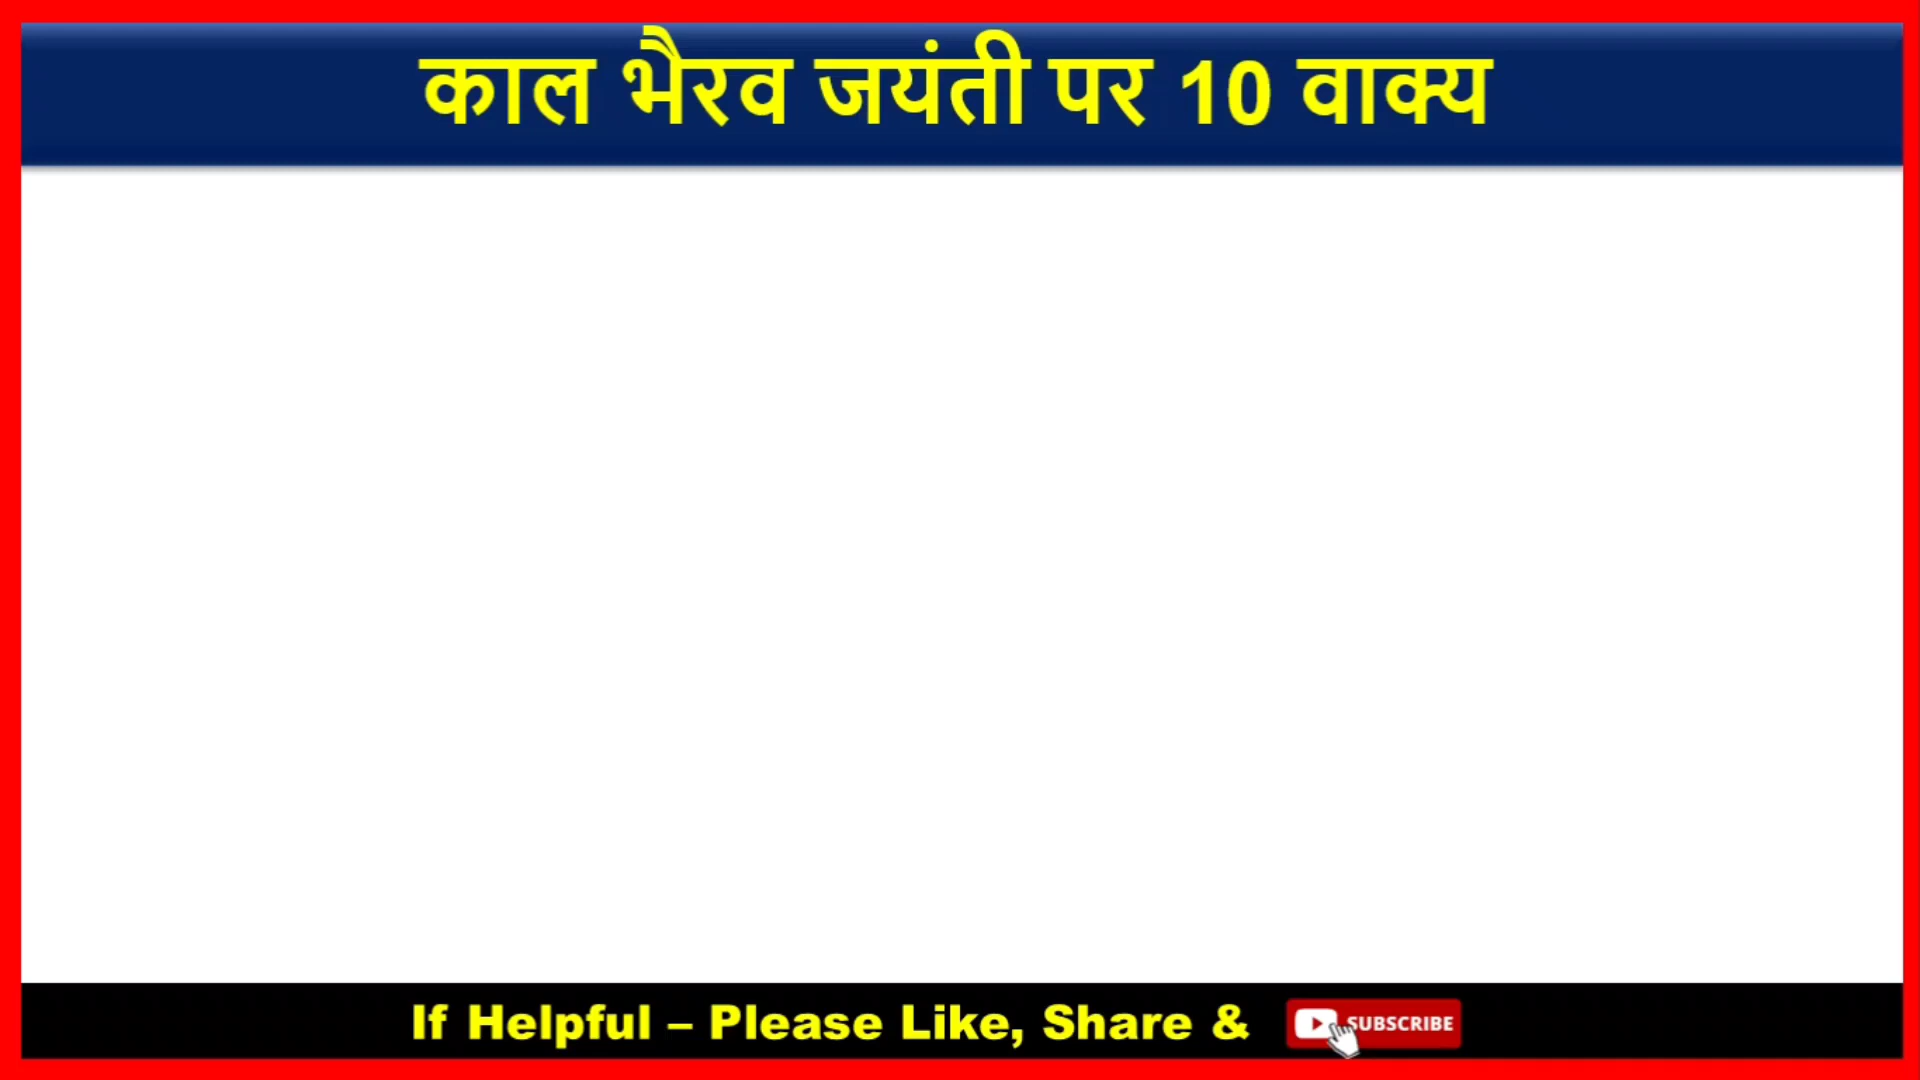 काल भैरव जयंती पर 10 वाक्य
If Helpful – Please Like, Share & SUBSCRIBE